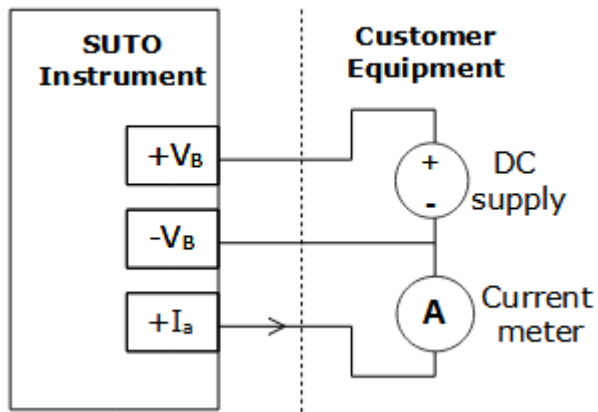 SUTO
Instrument
Customer
Equipment
+VB
-VB
+Ia
+
-
DC
supply
A
Current
meter